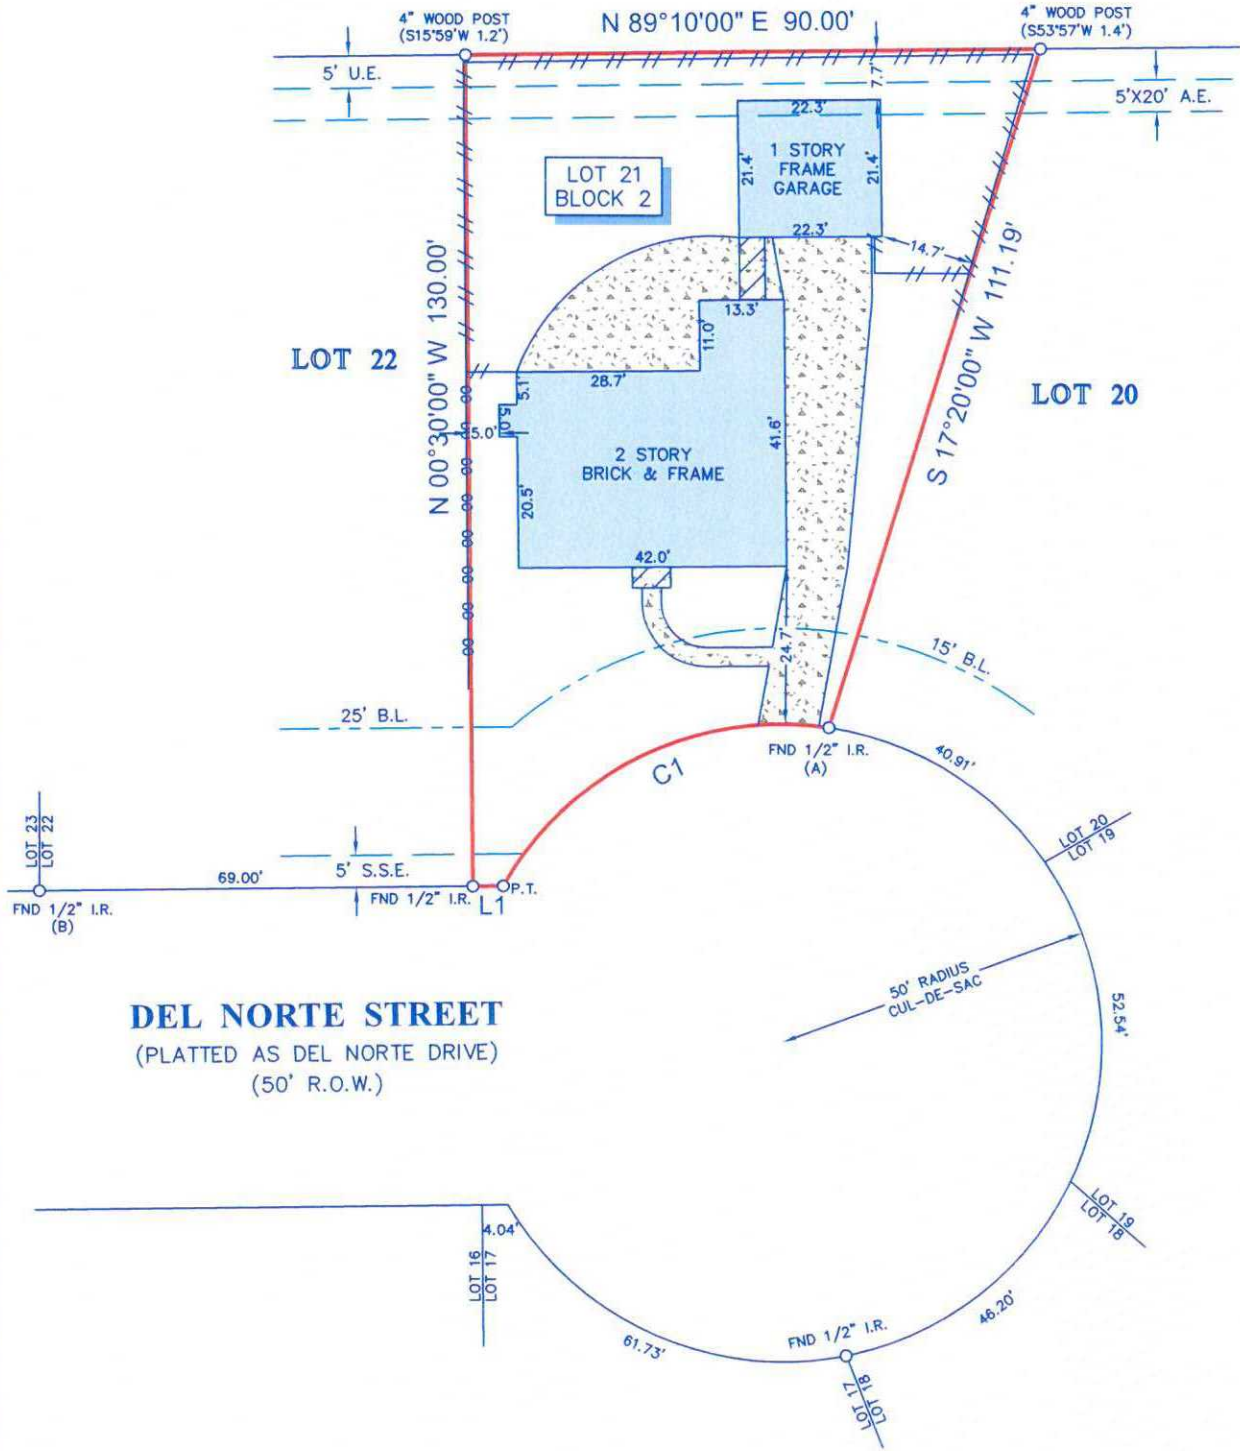 4" WOOD POST
(S15°59'W 1.2')
N 89°10'00" E 90.00'
4" WOOD POST
(S53°57'W 1.4')
5' U.E.
7.7'
5'X20' A.E.
22.3'
21.4'
1 STORY
FRAME
GARAGE
21.4'
22.3'
LOT 21
BLOCK 2
14.7'
N 00°30'00" W 130.00'
S 17°20'00" W 111.19'
LOT 22
LOT 20
13.3'
11.0'
28.7'
5.1'
5.0'
5.0'
2 STORY
BRICK & FRAME
41.6'
20.5'
42.0'
24.7'
15' B.L.
25' B.L.
C1
FND 1/2" I.R.
(A)
40.91'
LOT 23
LOT 22
5' S.S.E.
69.00'
FND 1/2" I.R.
(B)
FND 1/2" I.R.
L1
P.T.
LOT 20
LOT 19
50' RADIUS
CUL-DE-SAC
52.54'
DEL NORTE STREET
(PLATTED AS DEL NORTE DRIVE)
(50' R.O.W.)
LOT 19
LOT 18
4.04'
LOT 16
LOT 17
61.73'
46.20'
FND 1/2" I.R.
LOT 17
LOT 18